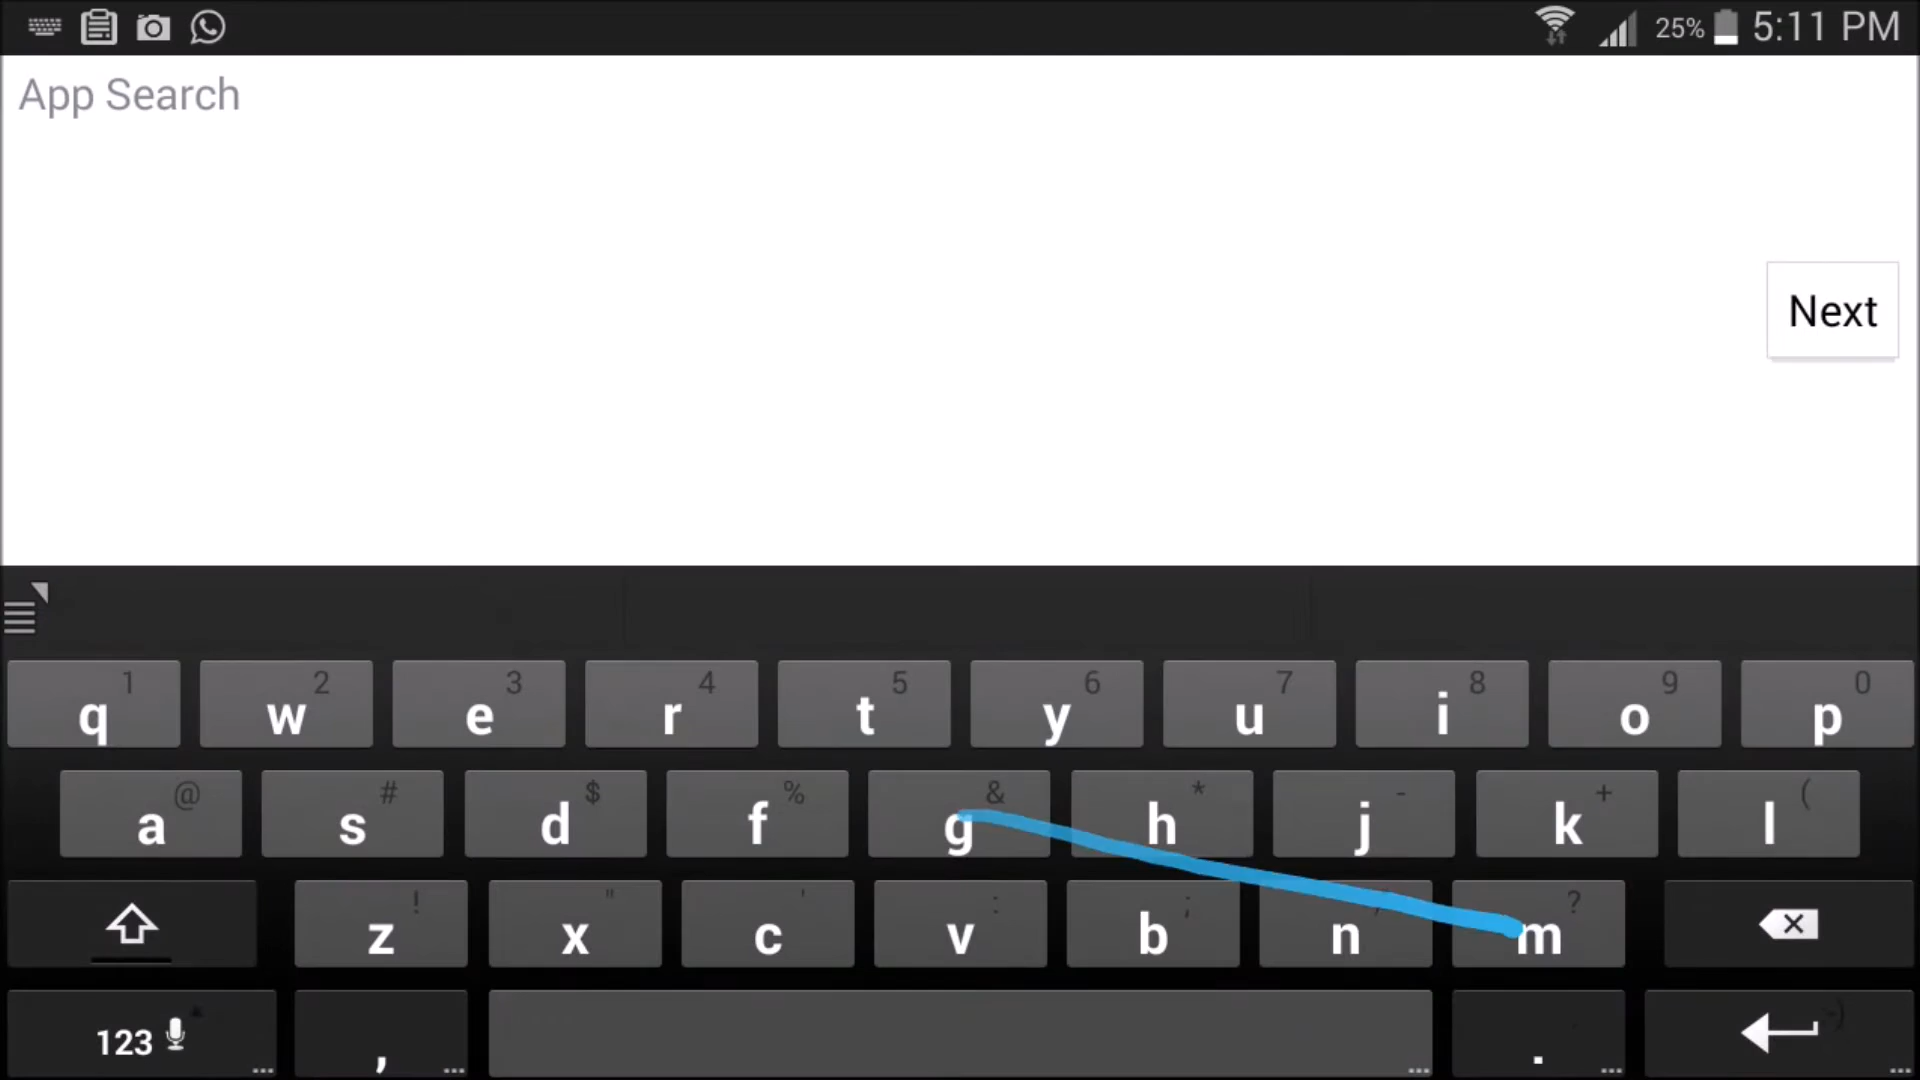 25% 5:11 PM
App Search
Next
1 2 3 4 5 6 7 8 9 0
q w e r t y u i o p
@ # $ % & * - + (
a s d f g h j k l
! " ' : ; ?
z x c v b n m
123 , .